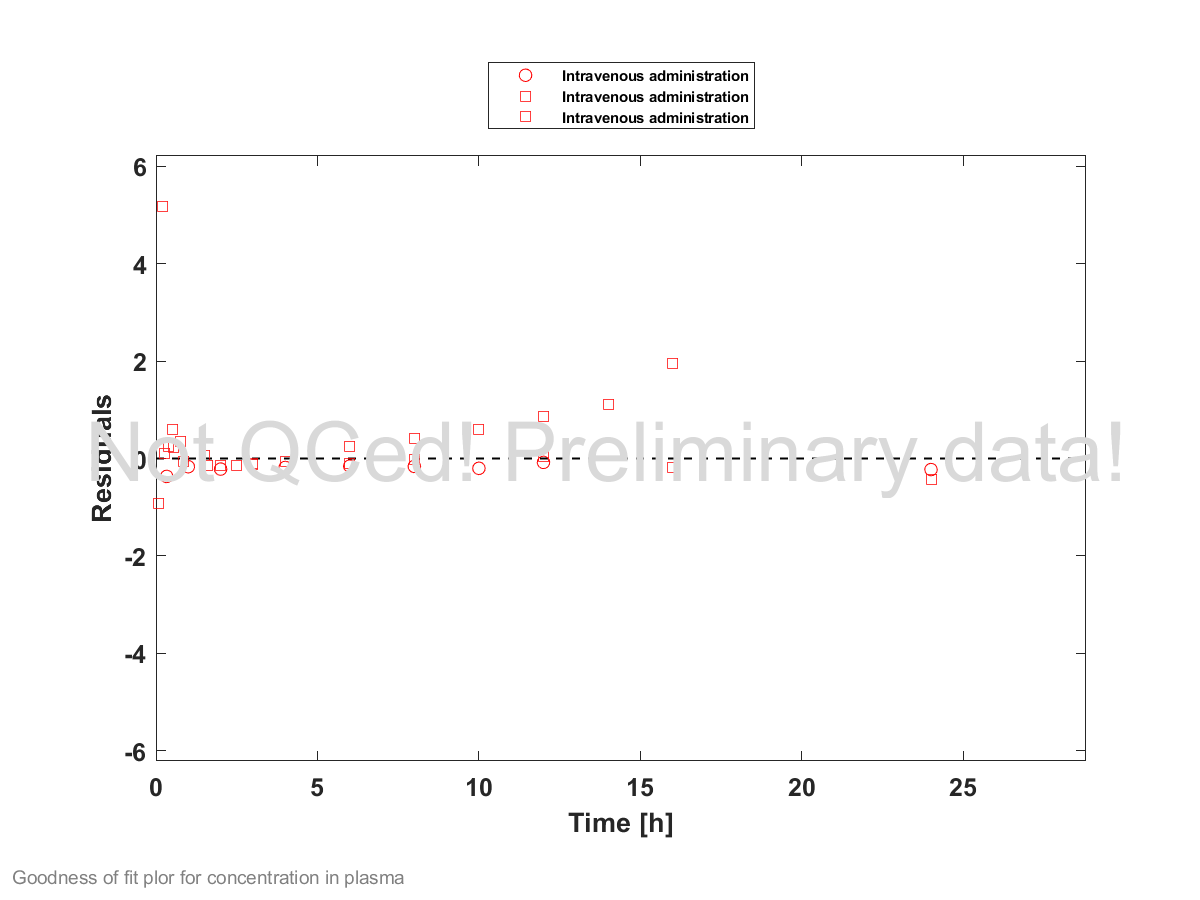 Intravenous administration
Intravenous administration
Intravenous administration
6
4
2
0
-2
-4
-6
Residuals
Not QCed! Preliminary data!
0 5 10 15 20 25
Time [h]
Goodness of fit plor for concentration in plasma